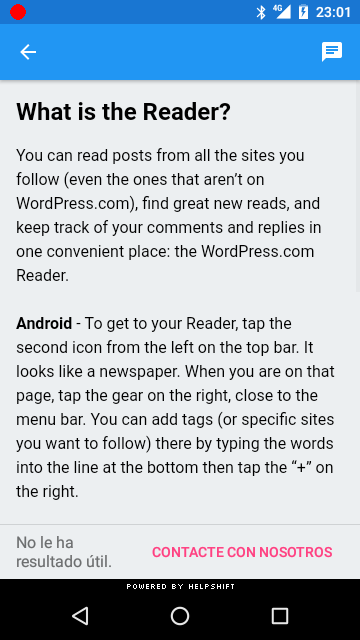 4G 23:01
What is the Reader?
You can read posts from all the sites you
follow (even the ones that aren't on
WordPress.com), find great new reads, and
keep track of your comments and replies in
one convenient place: the WordPress.com
Reader.
Android - To get to your Reader, tap the
second icon from the left on the top bar. It
looks like a newspaper. When you are on that
page, tap the gear on the right, close to the
menu bar. You can add tags (or specific sites
you want to follow) there by typing the words
into the line at the bottom then tap the “+” on
the right.
No le ha
resultado útil.
CONTACTE CON NOSOTROS
POWERED BY HELPSHIFT